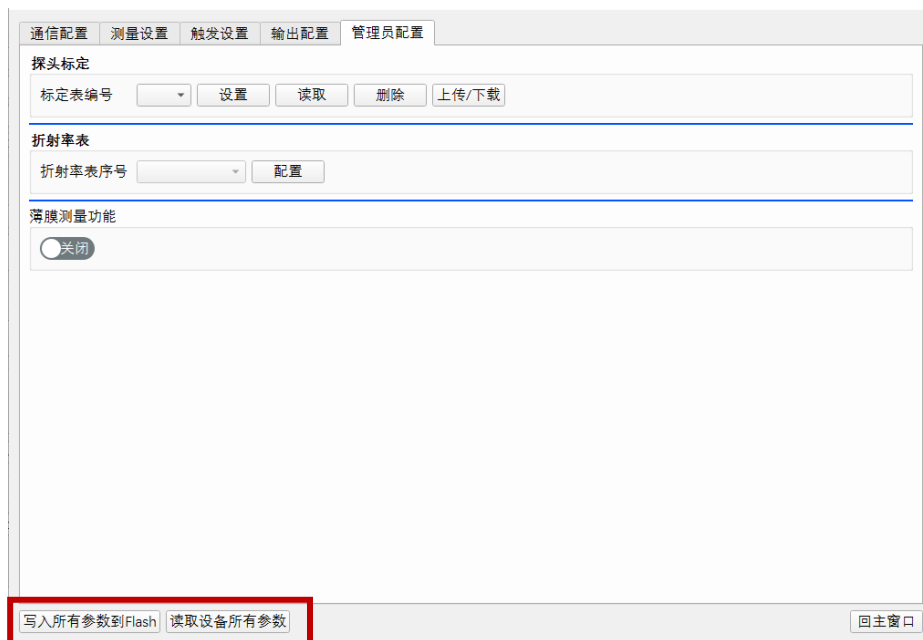 通信配置 测量设置 触发设置 输出配置 管理员配置
探头标定
标定表编号 设置 读取 删除 上传/下载
折射率表
折射率表序号 配置
薄膜测量功能
关闭
写入所有参数到Flash 读取设备所有参数 回主窗口